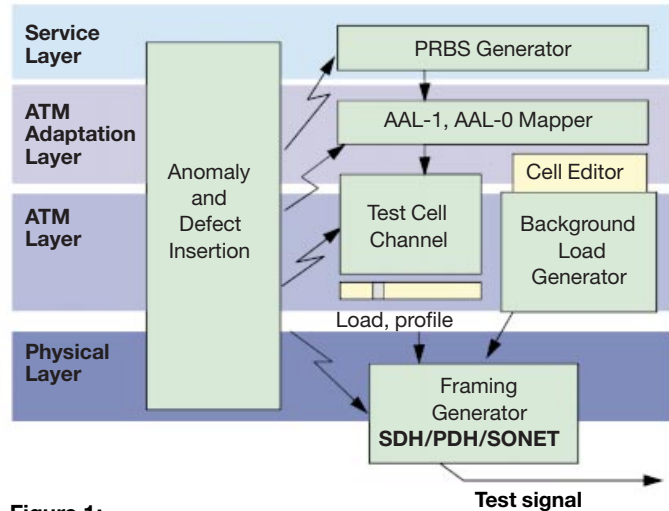 Service
Layer
PRBS Generator
ATM
Adaptation
Layer
AAL-1, AAL-0 Mapper
Anomaly
and
Defect
Insertion
Cell Editor
ATM
Layer
Test Cell
Channel
Background
Load
Generator
Load, profile
Physical
Layer
Framing
Generator
SDH/PDH/SONET
Test signal
Figure 1: